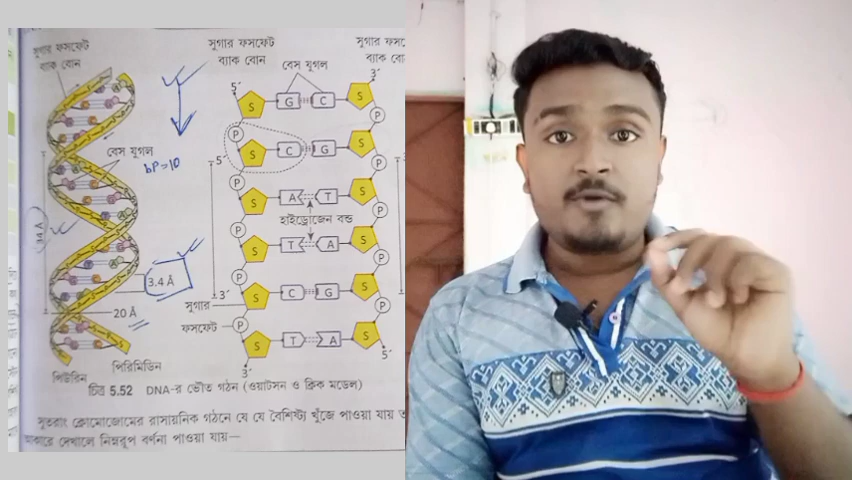 সুগার ফসফেট
ব্যাক বোন
সুগার ফসফেট
ব্যাক বোন
সুগার ফসফে
ব্যাক বো
বেস যুগল
5′
3′
S
G
C
S
P
P
S
C
G
S
বেস যুগল
bP=10
5′
P
P
S
A
T
S
হাইড্রোজেন বন্ড
P
P
34 Å
S
T
A
S
P
P
3.4 Å
3′
S
C
G
S
সুগার
20 Å
ফসফেট
P
P
S
T
A
S
3′
5′
পিউরিন
পিরিমিডিন
চিত্র 5.52 DNA-র ভৌত গঠন (ওয়াটসন ও ক্রিক মডেল)
সুতরাং ক্রোমোজোমের রাসায়নিক গঠনে যে যে বৈশিষ্ট্য খুঁজে পাওয়া যায় ত
আকারে দেখালে নিম্নরূপ বর্ণনা পাওয়া যায়—